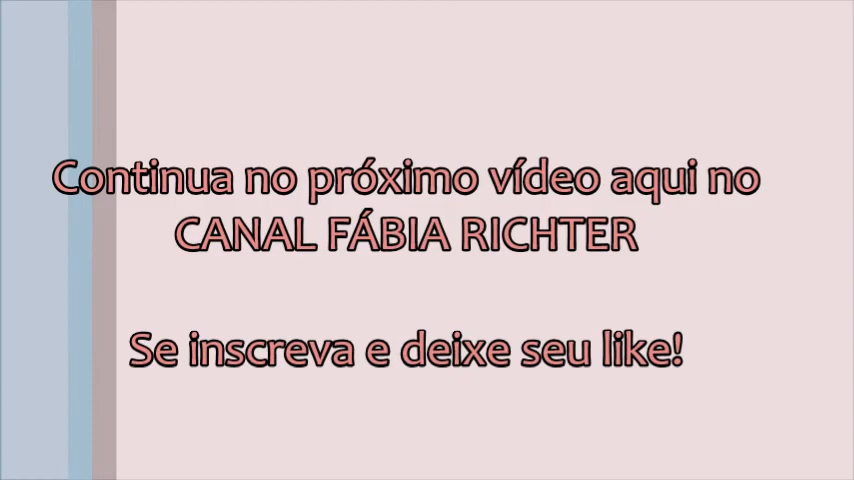 Continua no próximo vídeo aqui no
CANAL FÁBIA RICHTER
Se inscreva e deixe seu like!